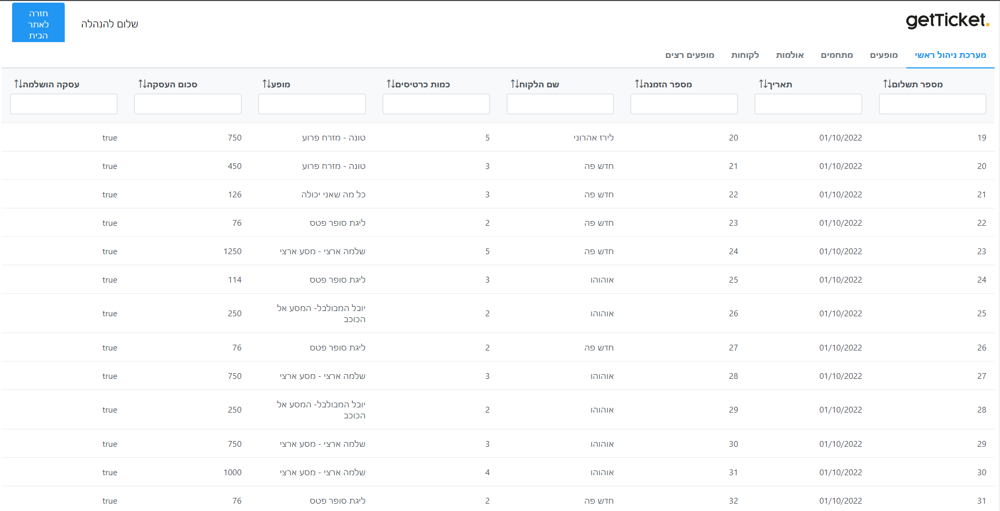 getTicket.
שלום להנהלה
חזרה
לאתר
הבית
מערכת ניהול ראשי מופעים מתחמים אולמות לקוחות מופעים רצים
מספר תשלום תאריך מספר הזמנה שם הלקוח כמות כרטיסים מופע סכום העסקה עסקה הושלמה
19 01/10/2022 20 לירז אהרוני 5 טונה - מזרח פרוע 750 true
20 01/10/2022 21 חדש פה 3 טונה - מזרח פרוע 450 true
21 01/10/2022 22 חדש פה 3 כל מה שאני יכולה 126 true
22 01/10/2022 23 חדש פה 2 ליגת סופר פטס 76 true
23 01/10/2022 24 חדש פה 5 שלמה ארצי - מסע ארצי 1250 true
24 01/10/2022 25 אוהוהו 3 ליגת סופר פטס 114 true
25 01/10/2022 26 אוהוהו 2 יובל המבולבל- המסע אל 250 true
הכוכב
26 01/10/2022 27 חדש פה 2 ליגת סופר פטס 76 true
27 01/10/2022 28 אוהוהו 3 שלמה ארצי - מסע ארצי 750 true
28 01/10/2022 29 אוהוהו 2 יובל המבולבל- המסע אל 250 true
הכוכב
29 01/10/2022 30 אוהוהו 3 שלמה ארצי - מסע ארצי 750 true
30 01/10/2022 31 אוהוהו 4 שלמה ארצי - מסע ארצי 1000 true
31 01/10/2022 32 חדש פה 2 ליגת סופר פטס 76 true